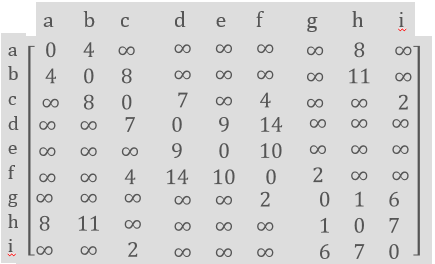 a b c d e f g h i
a 0 4 ∞ ∞ ∞ ∞ ∞ 8 ∞
b 4 0 8 ∞ ∞ ∞ ∞ 11 ∞
c ∞ 8 0 7 ∞ 4 ∞ ∞ 2
d ∞ ∞ 7 0 9 14 ∞ ∞ ∞
e ∞ ∞ ∞ 9 0 10 ∞ ∞ ∞
f ∞ ∞ 4 14 10 0 2 ∞ ∞
g ∞ ∞ ∞ ∞ ∞ 2 0 1 6
h 8 11 ∞ ∞ ∞ ∞ 1 0 7
i ∞ ∞ 2 ∞ ∞ ∞ 6 7 0